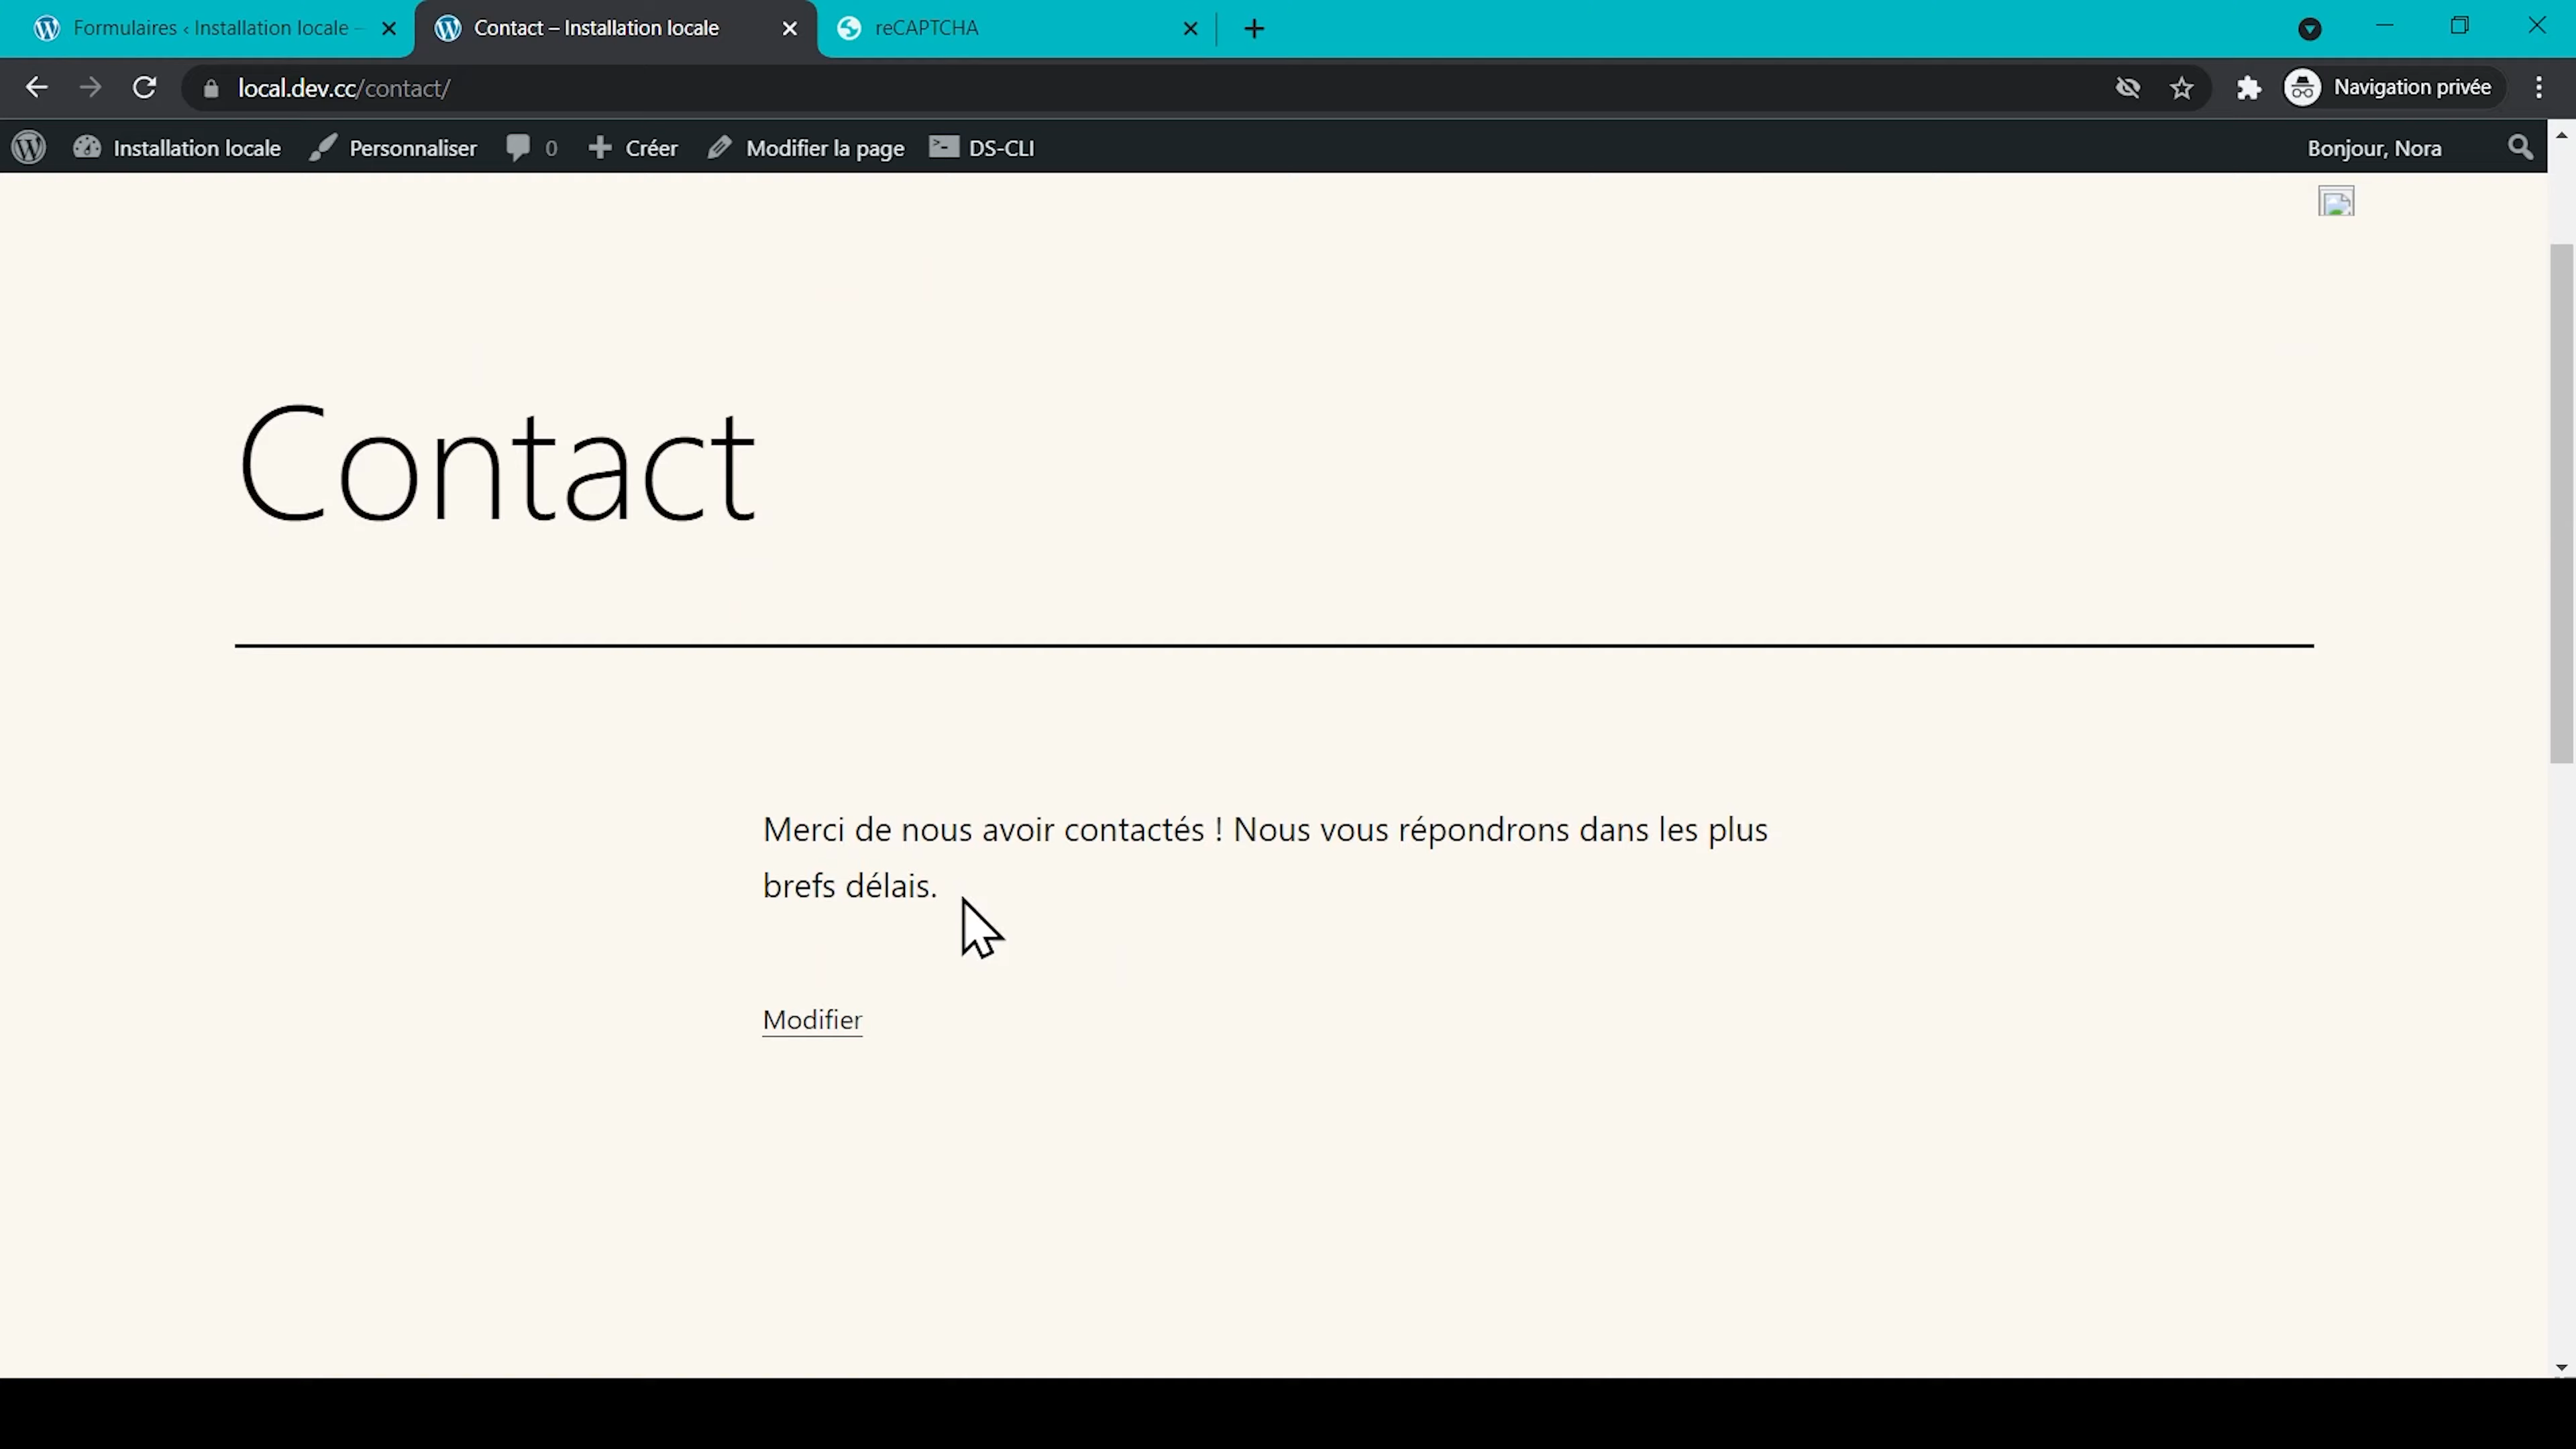 Formulaires ‹ Installation locale –
Contact – Installation locale
reCAPTCHA
local.dev.cc/contact/
Navigation privée
Installation locale
Personnaliser
0
Créer
Modifier la page
DS-CLI
Bonjour, Nora
Contact
Merci de nous avoir contactés ! Nous vous répondrons dans les plus
brefs délais.
Modifier